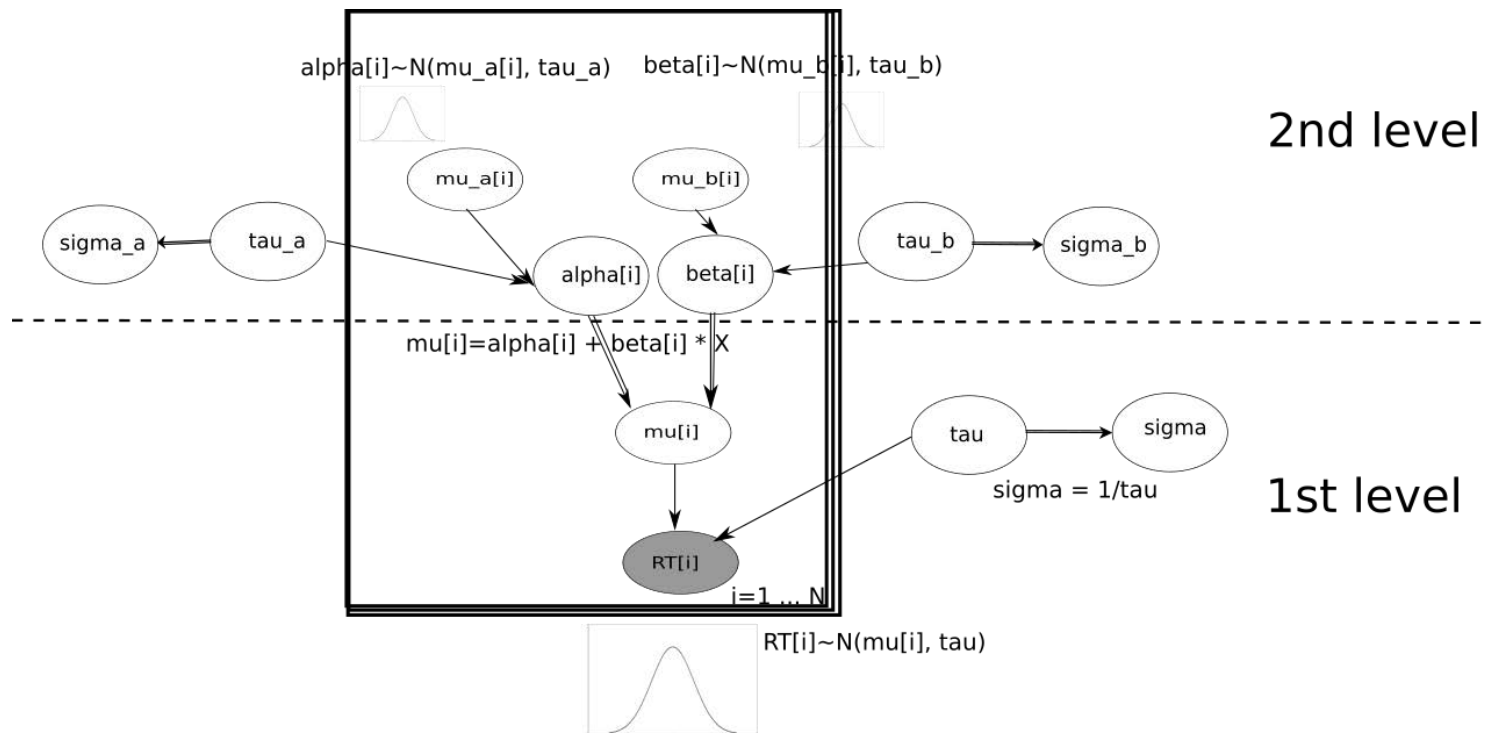 alpha[i]~N(mu_a[i], tau_a)
beta[i]~N(mu_b[i], tau_b)
2nd level
mu_a[i]
mu_b[i]
sigma_a
tau_a
alpha[i]
beta[i]
tau_b
sigma_b
mu[i]=alpha[i] + beta[i] * X
mu[i]
tau
sigma
sigma = 1/tau
1st level
RT[i]
i=1 ... N
RT[i]~N(mu[i], tau)